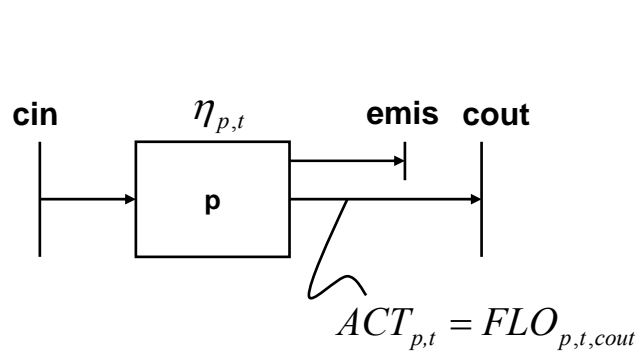 cin η_{p,t} emis cout
p
ACT_{p,t} = FLO_{p,t,cout}